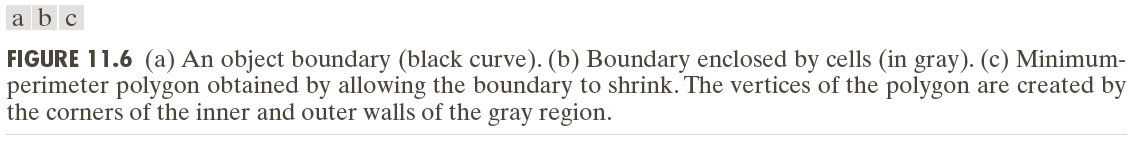 a b c
FIGURE 11.6 (a) An object boundary (black curve). (b) Boundary enclosed by cells (in gray). (c) Minimum-
perimeter polygon obtained by allowing the boundary to shrink. The vertices of the polygon are created by
the corners of the inner and outer walls of the gray region.